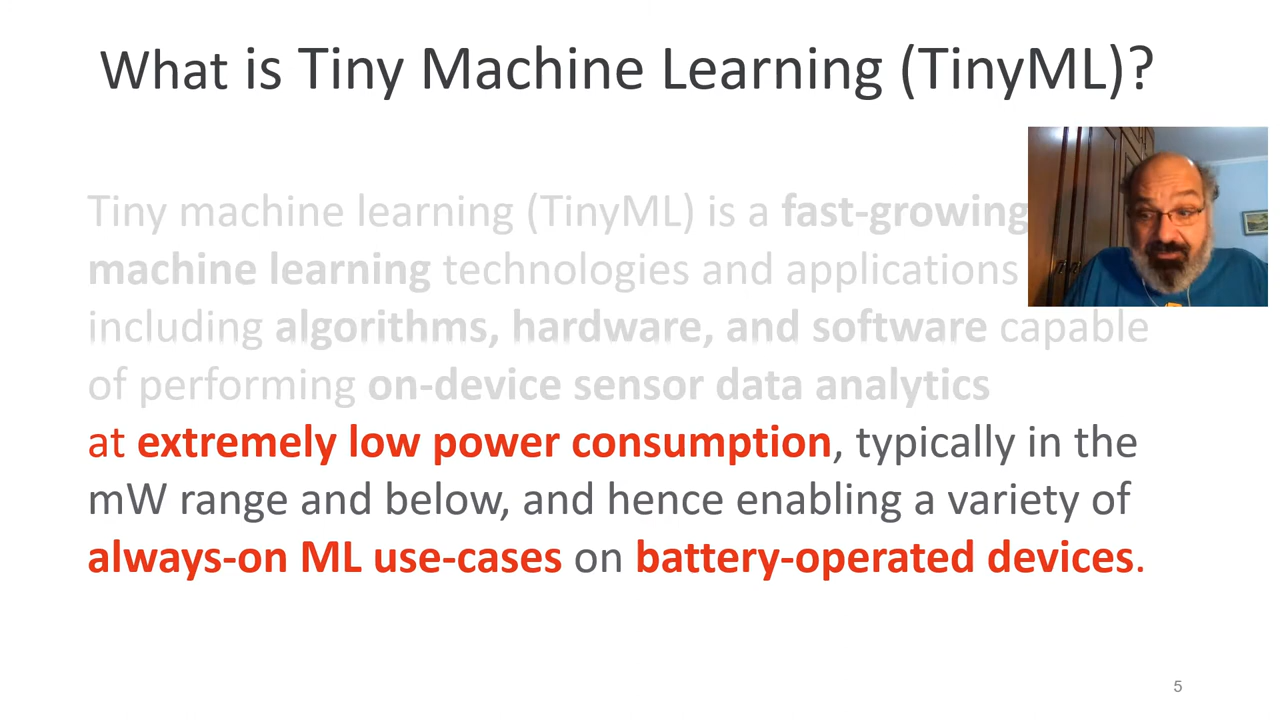 What is Tiny Machine Learning (TinyML)?
Tiny machine learning (TinyML) is a fast-growing
machine learning technologies and applications
including algorithms, hardware, and software capable
of performing on-device sensor data analytics
at extremely low power consumption, typically in the
mW range and below, and hence enabling a variety of
always-on ML use-cases on battery-operated devices.
5